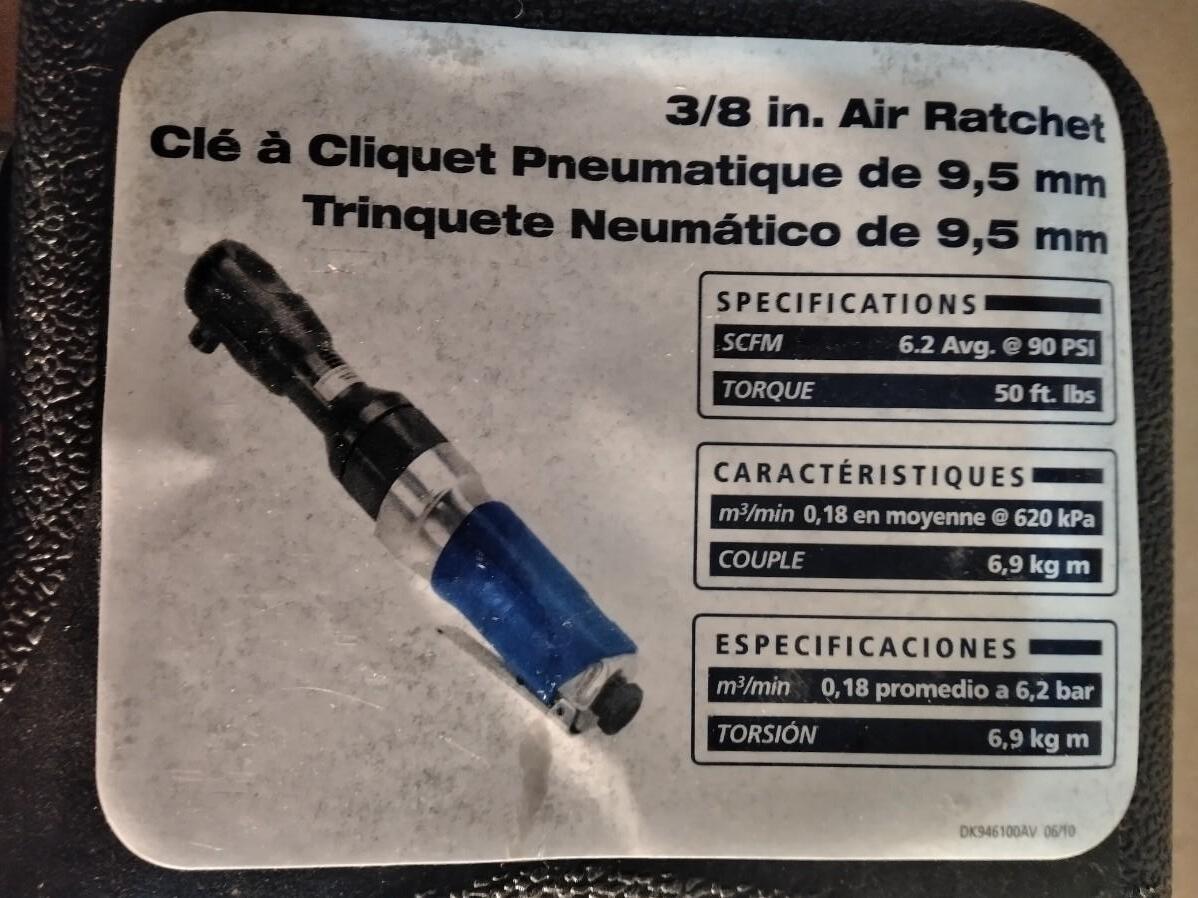 3/8 in. Air Ratchet
Clé à Cliquet Pneumatique de 9,5 mm
Trinquete Neumático de 9,5 mm
SPECIFICATIONS
SCFM 6.2 Avg. @ 90 PSI
TORQUE 50 ft. lbs
CARACTÉRISTIQUES
m³/min 0,18 en moyenne @ 620 kPa
COUPLE 6,9 kg m
ESPECIFICACIONES
m³/min 0,18 promedio a 6,2 bar
TORSIÓN 6,9 kg m
DK946100AV 06/10